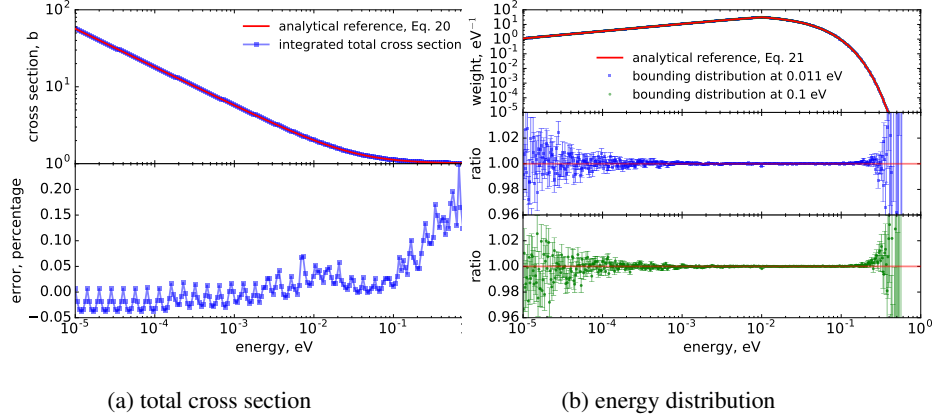 10²
10¹
10⁰
cross section, b
analytical reference, Eq. 20
integrated total cross section
0.20
0.15
0.10
0.05
0.00
−0.05
error, percentage
10⁻⁵ 10⁻⁴ 10⁻³ 10⁻² 10⁻¹ 1
energy, eV
(a) total cross section
10²
10¹
10⁰
10⁻¹
10⁻²
10⁻³
10⁻⁴
10⁻⁵
weight, eV⁻¹
analytical reference, Eq. 21
bounding distribution at 0.011 eV
bounding distribution at 0.1 eV
1.02
1.00
0.98
0.96
ratio
1.02
1.00
0.98
0.96
ratio
10⁻⁵ 10⁻⁴ 10⁻³ 10⁻² 10⁻¹ 10⁰
energy, eV
(b) energy distribution